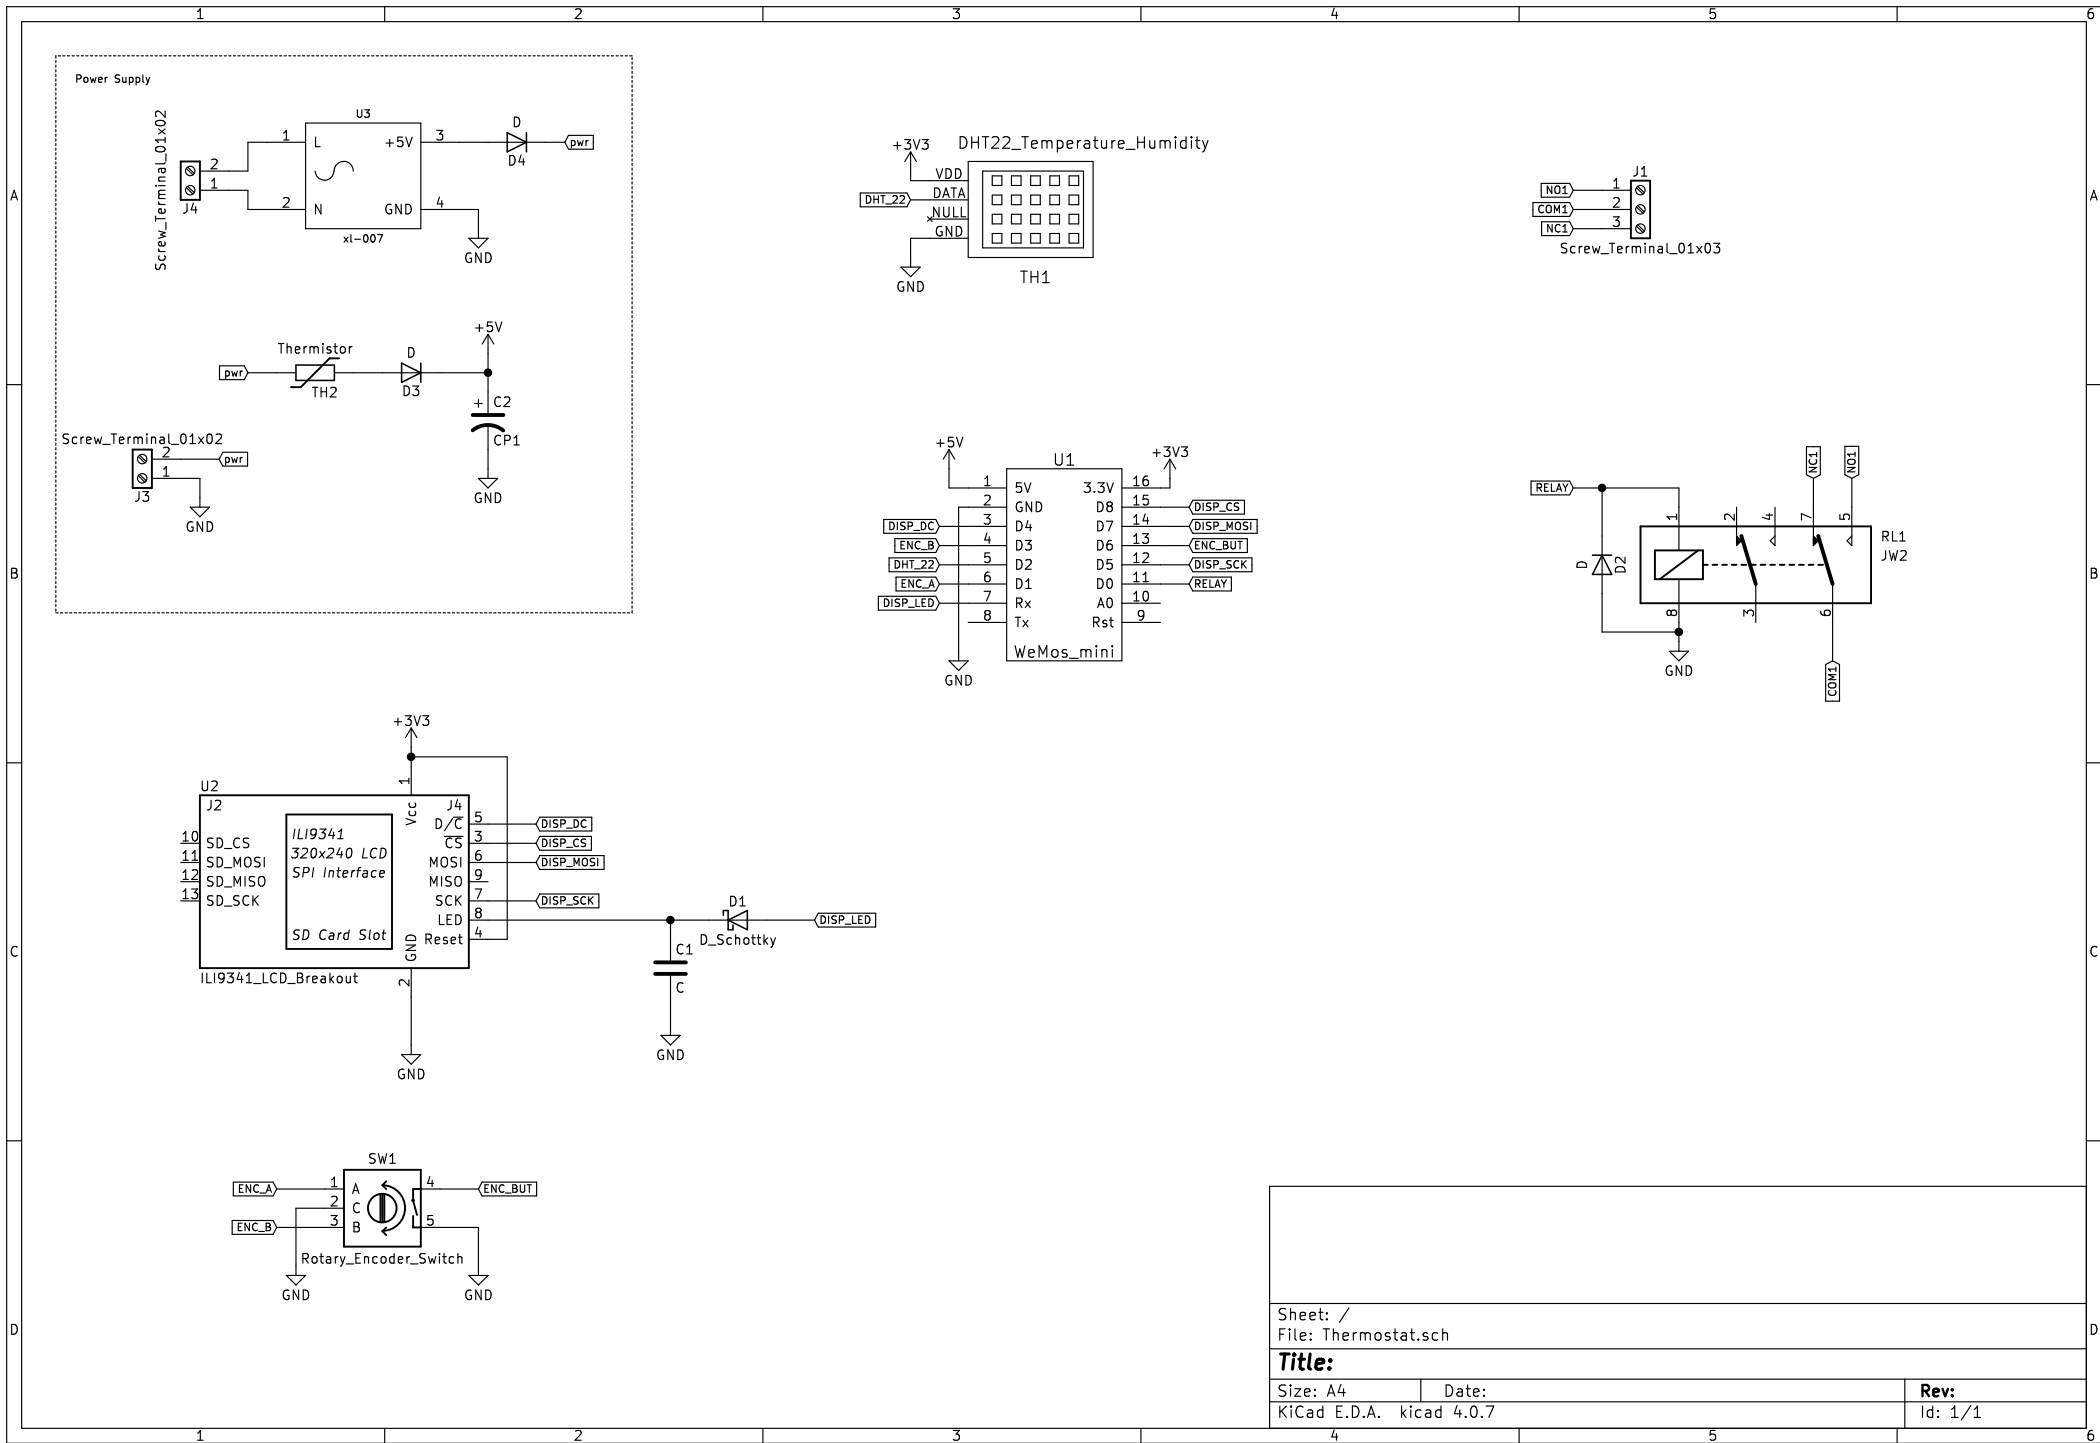 1 2 3 4 5 6
A
B
C
D
A
B
C
D
1 2 3 4 5 6
Power Supply
Screw_Terminal_01x02
J4
2
1
U3
1 L +5V 3
2 N GND 4
xl-007
GND
D
D4
pwr
pwr
Thermistor
TH2
D
D3
+5V
+ C2
CP1
GND
Screw_Terminal_01x02
2 pwr
1
J3
GND
DHT22_Temperature_Humidity
+3V3
VDD
DHT_22 DATA
NULL
GND
GND
TH1
J1
NO1 1
COM1 2
NC1 3
Screw_Terminal_01x03
+5V
U1
+3V3
1 5V 3.3V 16
2 GND D8 15 DISP_CS
DISP_DC 3 D4 D7 14 DISP_MOSI
ENC_B 4 D3 D6 13 ENC_BUT
DHT_22 5 D2 D5 12 DISP_SCK
ENC_A 6 D1 D0 11 RELAY
DISP_LED 7 Rx A0 10
8 Tx Rst 9
WeMos_mini
GND
NC1 NO1
RELAY
1 2 4 7 5
RL1
JW2
D
D2
8 3 6
GND
COM1
+3V3
1
Vcc
U2
J2 J4
D/C 5 DISP_DC
10 SD_CS CS 3 DISP_CS
11 SD_MOSI MOSI 6 DISP_MOSI
12 SD_MISO MISO 9
13 SD_SCK SCK 7 DISP_SCK
LED 8
Reset 4
ILI9341
320x240 LCD
SPI Interface
SD Card Slot
GND
2
ILI9341_LCD_Breakout
GND
D1
D_Schottky
DISP_LED
C1
C
GND
SW1
ENC_A 1 A 4 ENC_BUT
2 C
ENC_B 3 B 5
Rotary_Encoder_Switch
GND GND
Sheet: /
File: Thermostat.sch
Title:
Size: A4 Date: Rev:
KiCad E.D.A. kicad 4.0.7 Id: 1/1